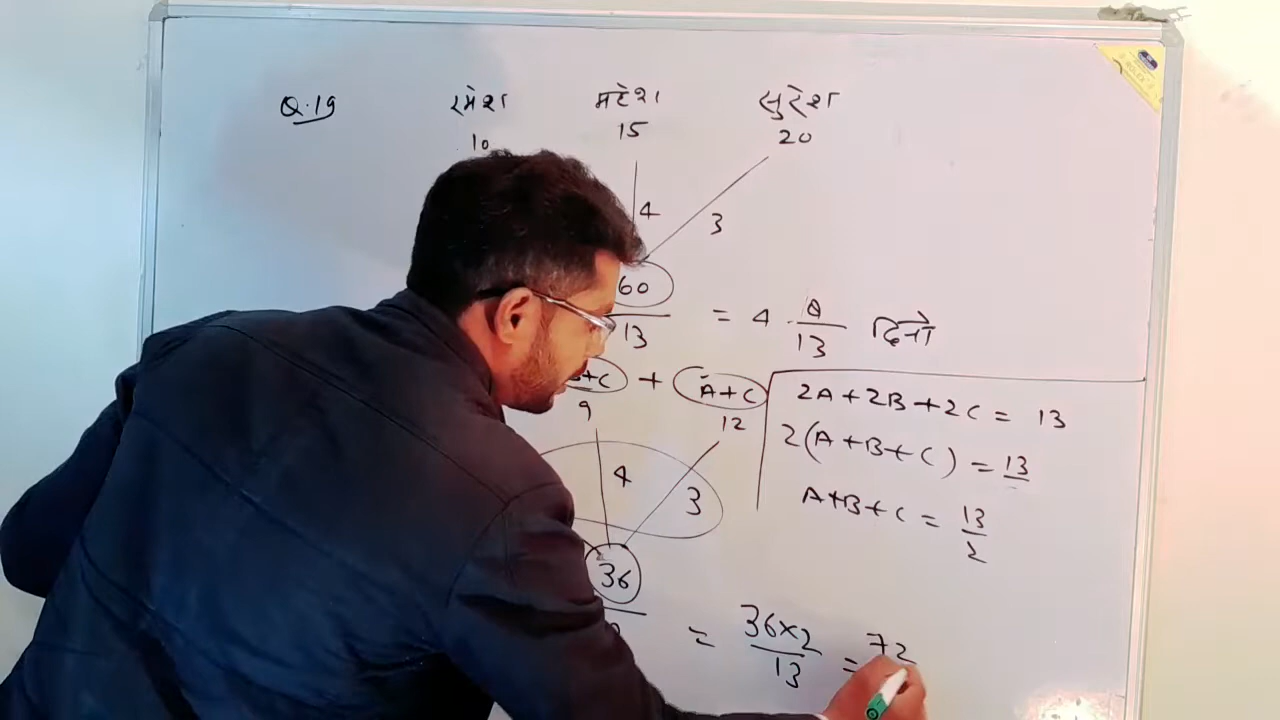 Q.19 रमेश महेश सुरेश
10 15 20
4 3
60
13 = 4 8/13 दिनो
B+C + A+C
9 12
4 3
36
= 36×2/13 = 72
2A+2B+2C = 13
2(A+B+C) = 13
A+B+C = 13/2